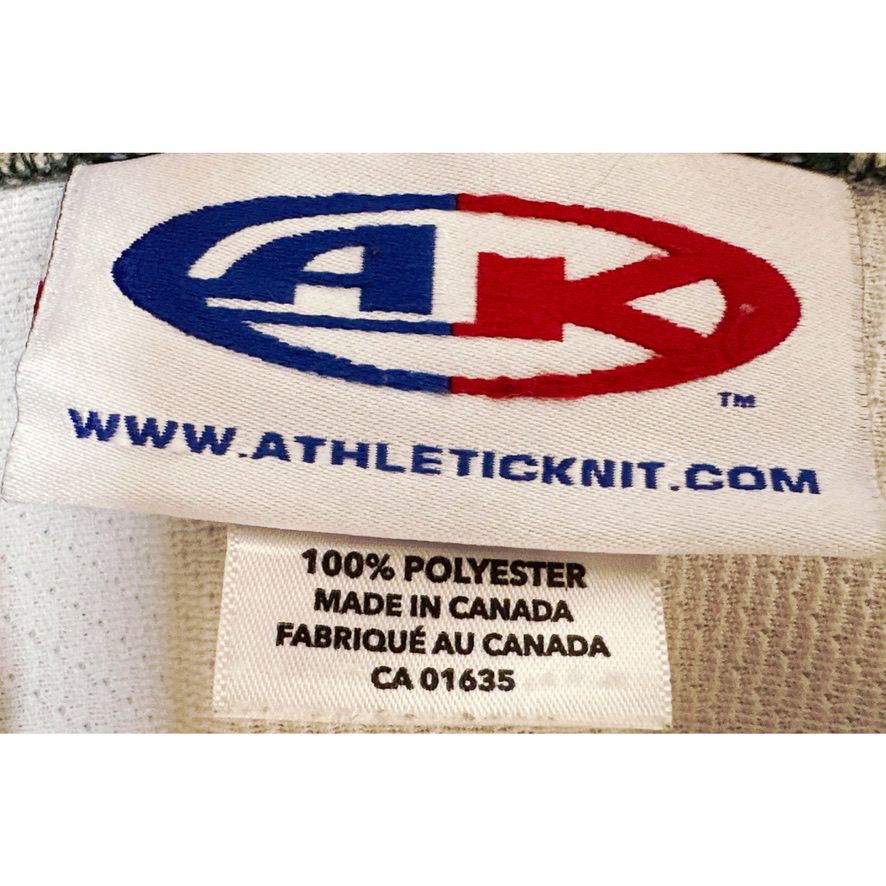 AK
™
WWW.ATHLETICKNIT.COM
100% POLYESTER
MADE IN CANADA
FABRIQUÉ AU CANADA
CA 01635